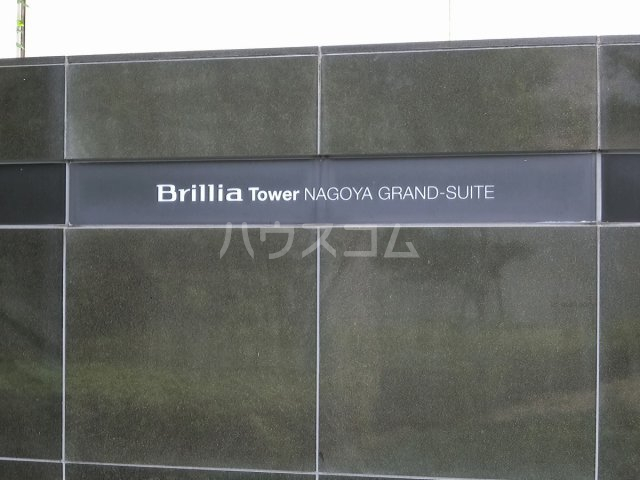 Brillia Tower NAGOYA GRAND-SUITE
ハウスコム